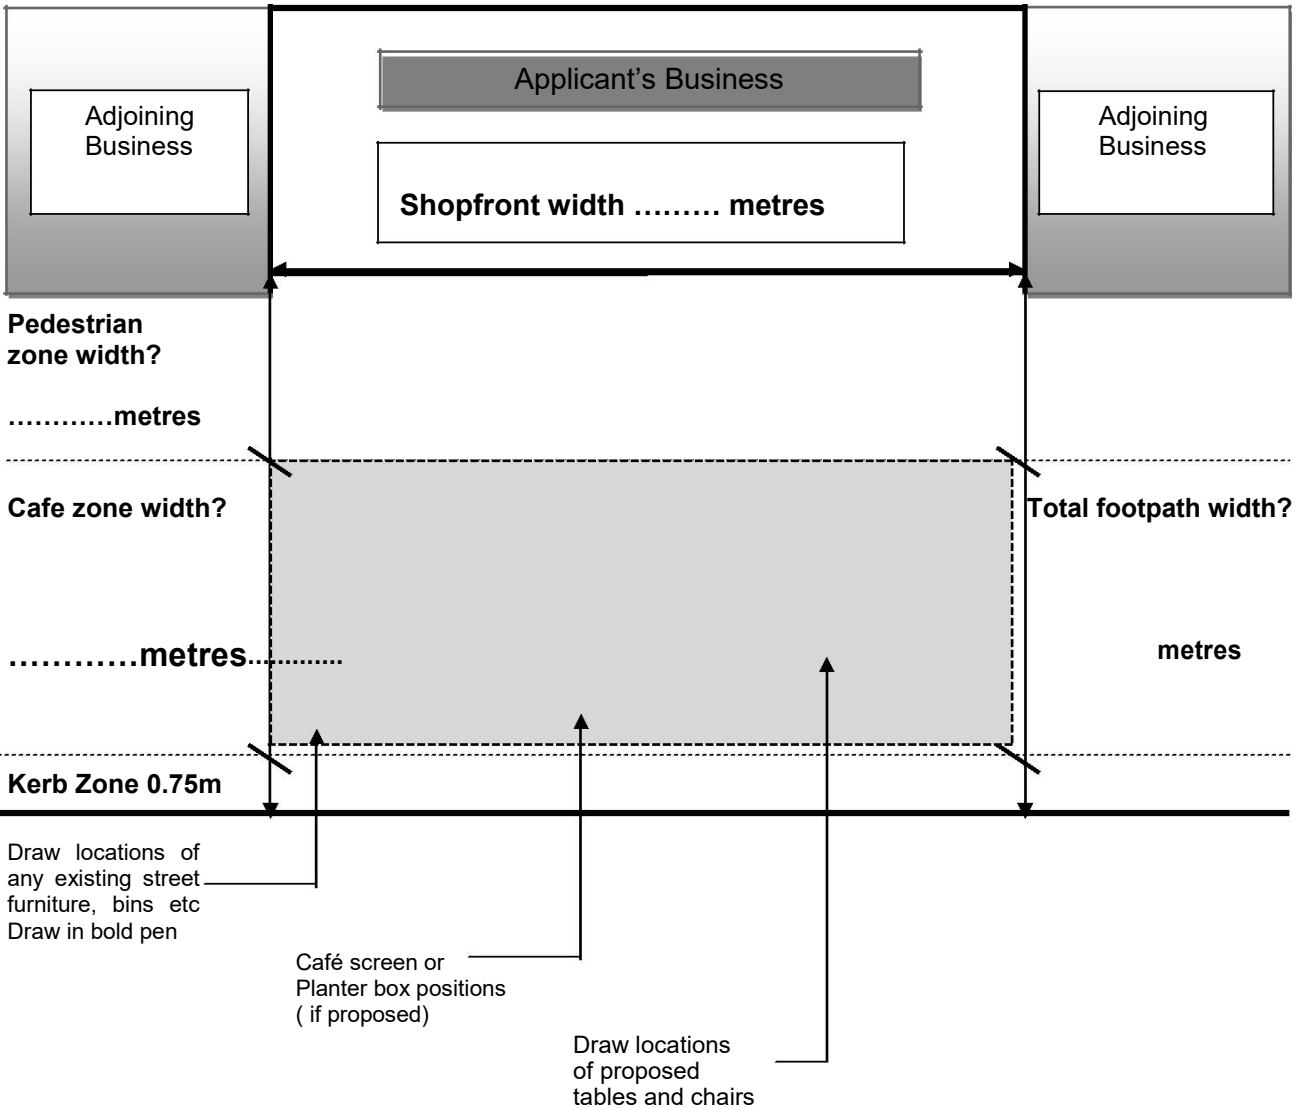 Applicant’s Business
Adjoining
Business
Adjoining
Business
Shopfront width ……… metres
Pedestrian
zone width?
…………metres
Cafe zone width?
Total footpath width?
…………metres............
metres
Kerb Zone 0.75m
Draw locations of
any existing street
furniture, bins etc
Draw in bold pen
Café screen or
Planter box positions
( if proposed)
Draw locations
of proposed
tables and chairs